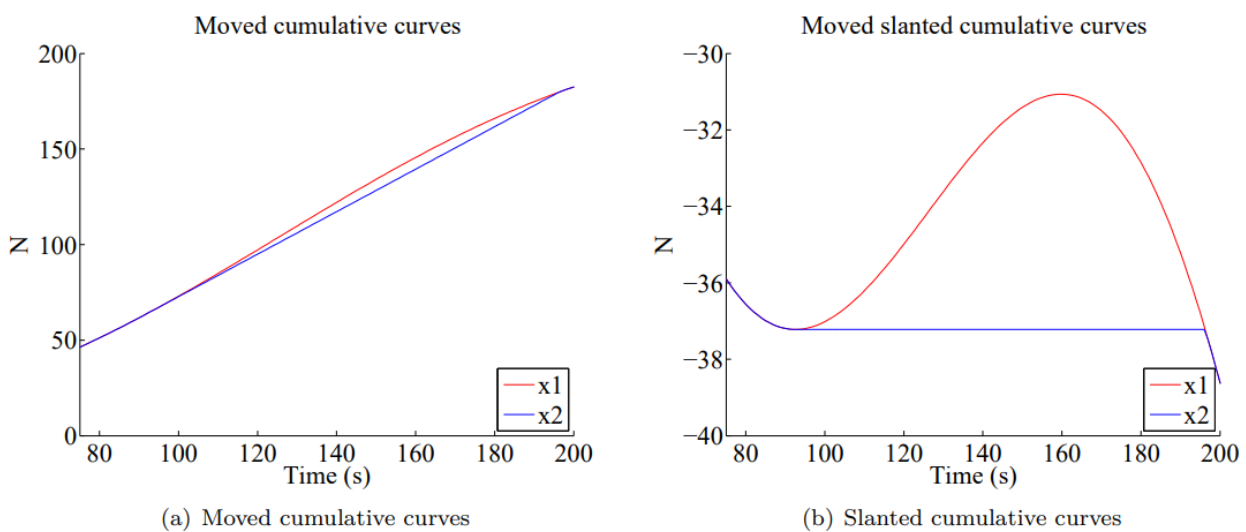 Moved cumulative curves
200
150
100
50
0
N
80 100 120 140 160 180 200
Time (s)
x1
x2
(a) Moved cumulative curves
Moved slanted cumulative curves
−30
−32
−34
−36
−38
−40
N
80 100 120 140 160 180 200
Time (s)
x1
x2
(b) Slanted cumulative curves